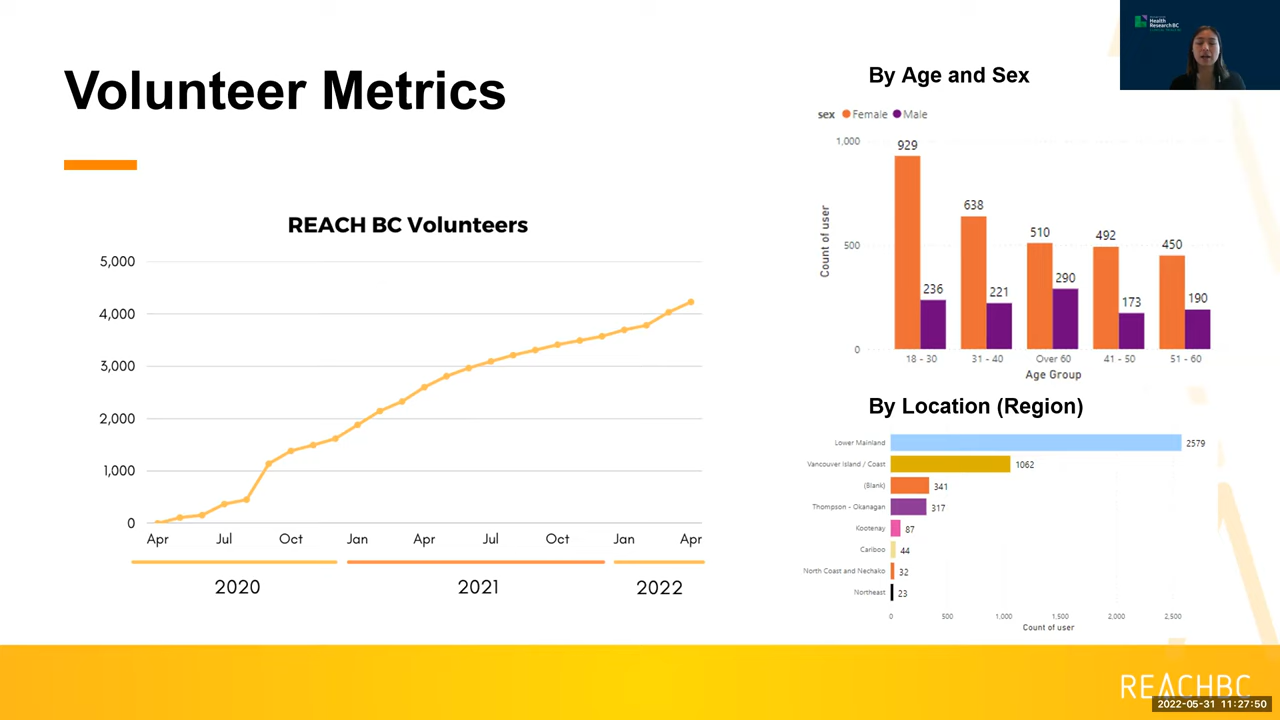 Volunteer Metrics
REACH BC Volunteers
5,000
4,000
3,000
2,000
1,000
0
Apr Jul Oct Jan Apr Jul Oct Jan Apr
2020 2021 2022
Health
Research BC
By Age and Sex
sex Female Male
1,000
500
0
Count of user
929 236
638 221
510 290
492 173
450 190
18 - 30 31 - 40 Over 60 41 - 50 51 - 60
Age Group
By Location (Region)
Lower Mainland 2579
Vancouver Island / Coast 1062
(Blank) 341
Thompson - Okanagan 317
Kootenay 87
Cariboo 44
North Coast and Nechako 32
Northeast 23
0 500 1,000 1,500 2,000 2,500
Count of user
REACHBC
2022-05-31 11:27:50